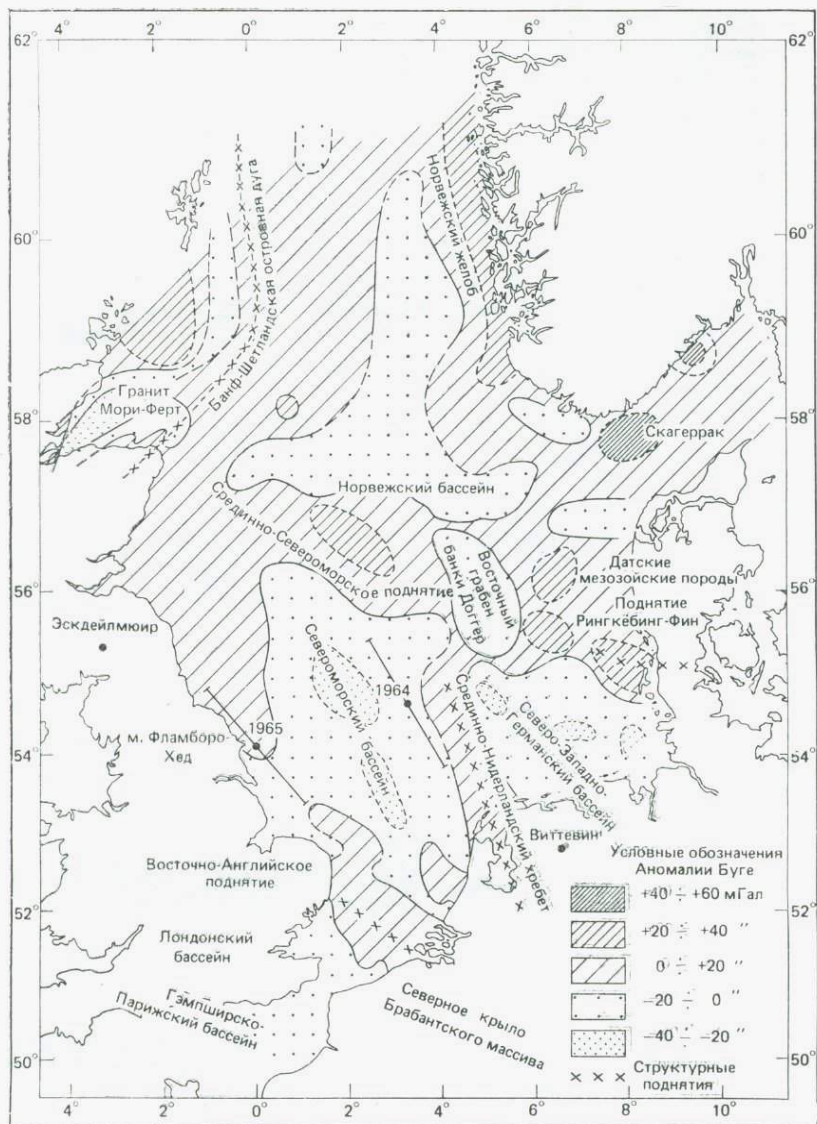 4° 2° 0° 2° 4° 6° 8° 10°
62° 62°
60° 60°
58° 58°
56° 56°
54° 54°
52° 52°
50° 50°
Норвежский желоб
Банф-Шетландская островная дуга
Гранит
Мори-Ферт
Скагеррак
Норвежский бассейн
Срединно-Североморское поднятие
Восточный
грабен
банки Доггер
Датские
мезозойские породы
Поднятие
Рингкёбинг-Фин
Эскдейлмюир
Североморский
бассейн
1964
1965
Срединно-Нидерландский хребет
Северо-Западно-
Германский бассейн
м. Фламборо-
Хед
Виттевин
Восточно-Английское
поднятие
Лондонский
бассейн
Гэмпширско-
Парижский бассейн
Северное крыло
Брабантского массива
Условные обозначения
Аномалии Буге
+40 ÷ +60 мГал
+20 ÷ +40 "
0 ÷ +20 "
−20 ÷ 0 "
−40 ÷ −20 "
× × × Структурные
поднятия
4° 2° 0° 2° 4° 6° 8° 10°